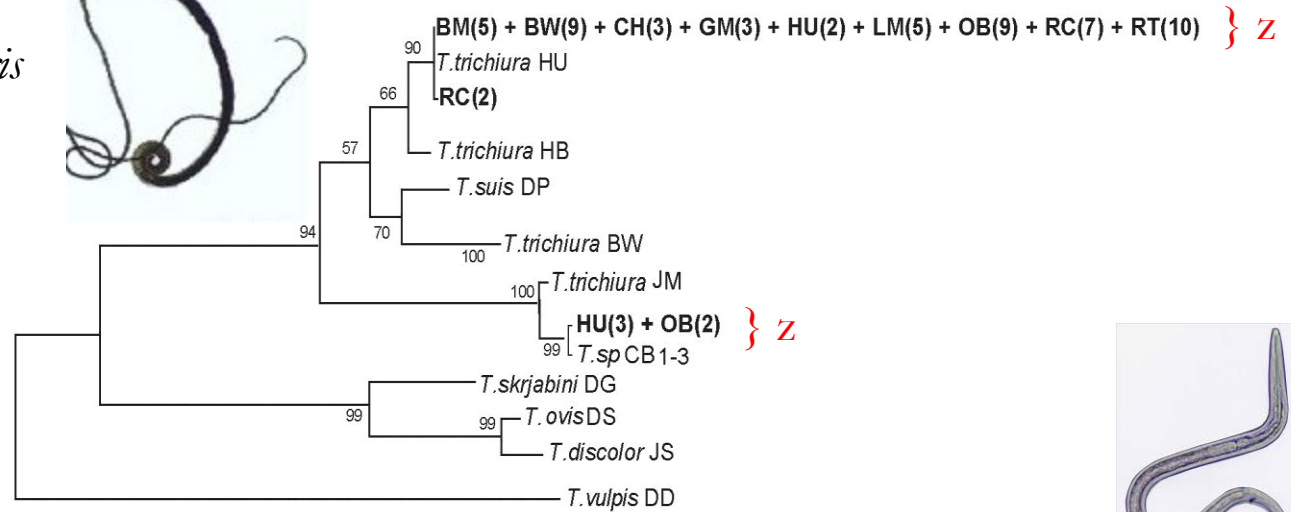 BM(5) + BW(9) + CH(3) + GM(3) + HU(2) + LM(5) + OB(9) + RC(7) + RT(10) } z
90
T.trichiura HU
RC(2)
66
T.trichiura HB
57
T.suis DP
70
T.trichiura BW
100
94
T.trichiura JM
100
HU(3) + OB(2) } z
99
T.sp CB1-3
T.skrjabini DG
99
T.ovis DS
99
T.discolor JS
T.vulpis DD